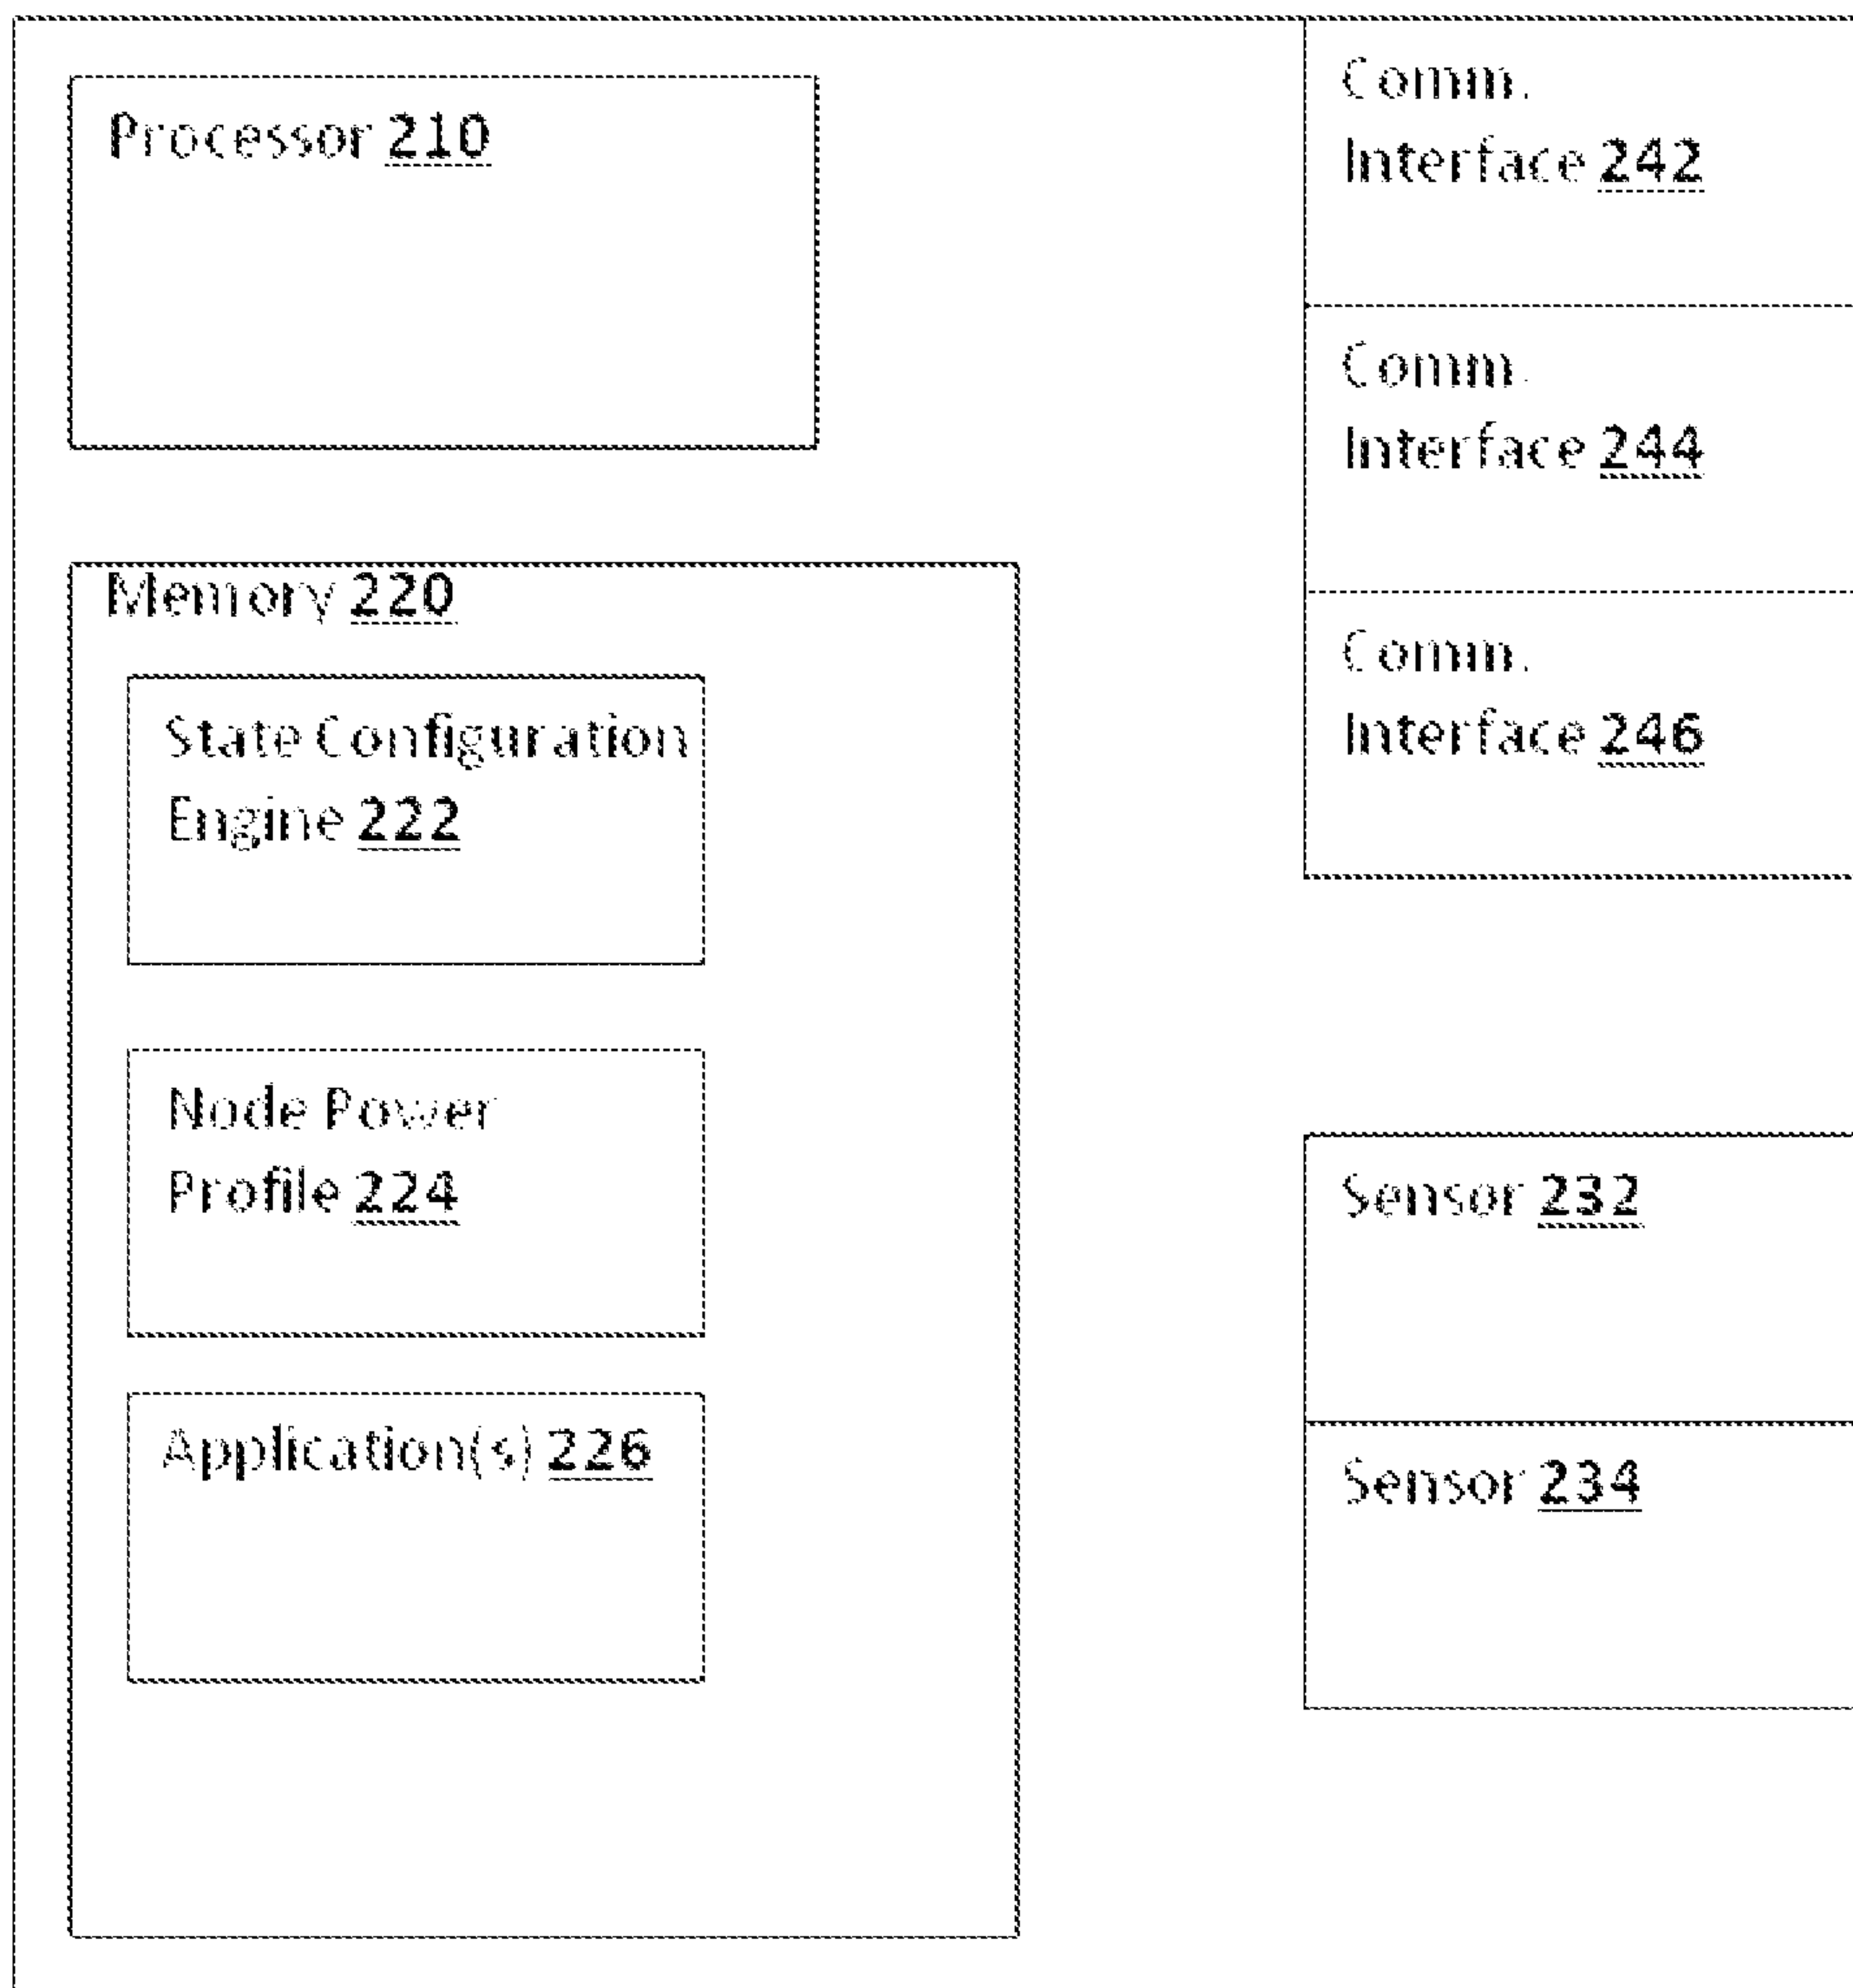 Processor 210
Memory 220
State Configuration
Engine 222
Node Power
Profile 224
Application(s) 226
Comm.
Interface 242
Comm.
Interface 244
Comm.
Interface 246
Sensor 232
Sensor 234